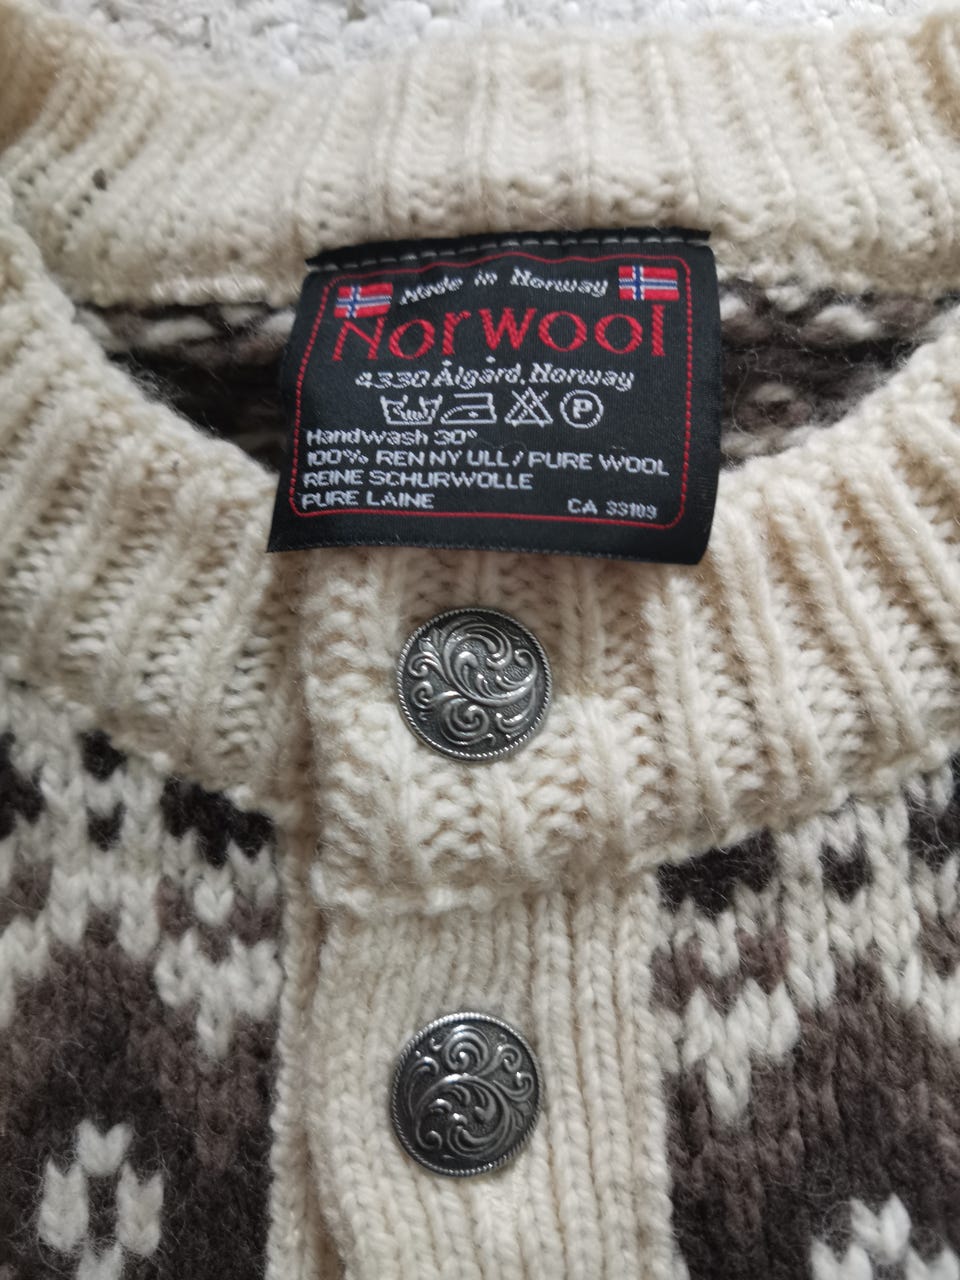 Made in Norway
Norwool
4330 Ålgård, Norway
P
Handwash 30°
100% REN NY ULL / PURE WOOL
REINE SCHURWOLLE
PURE LAINE CA 33109